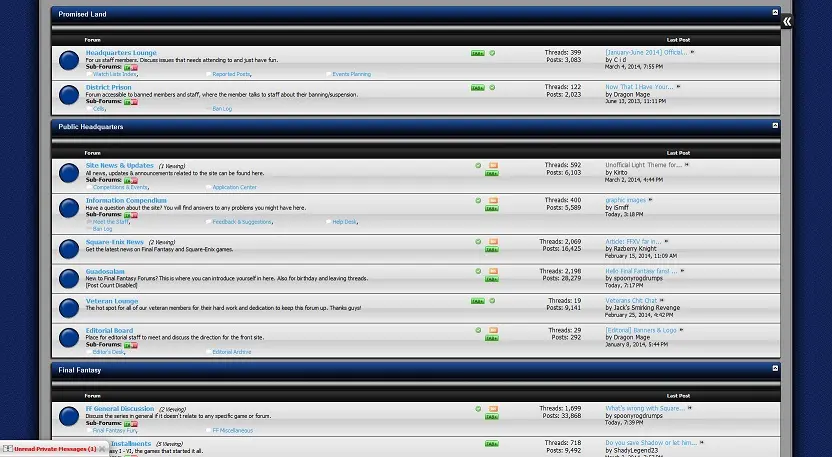 Promised Land
Forum Last Post
Headquarters Lounge Threads: 399 [January-June 2014] Official...
For us staff members. Discuss issues that needs attending to and just have fun. Posts: 3,083 by C i d
Sub-Forums: March 4, 2014, 7:55 PM
Watch Lists Index, Reported Posts, Events Planning
District Prison Threads: 122 Now That I Have Your...
Forum accessible to banned members and staff, where the member talks to staff about their banning/suspension. Posts: 2,023 by Dragon Mage
Sub-Forums: June 13, 2013, 11:11 PM
Cells, Ban Log
Public Headquarters
Forum Last Post
Site News & Updates (1 Viewing) Threads: 592 Unoffical Light Theme for...
All news, updates & announcements related to the site can be found here. Posts: 6,103 by Kirito
Sub-Forums: March 2, 2014, 4:44 PM
Competitions & Events, Application Center
Information Compendium Threads: 400 graphic images
Have a question about the site? You will find answers to any problems you might have here. Posts: 5,589 by iSmiff
Sub-Forums: Today, 3:18 PM
Meet the Staff, Feedback & Suggestions, Help Desk,
Ban Log
Square-Enix News (2 Viewing) Threads: 2,069 Article: FFXV far in...
Get the latest news on Final Fantasy and Square-Enix games. Posts: 16,425 by Razberry Knight
February 15, 2014, 11:09 AM
Guadosalam Threads: 2,198 Hello Final Fantasy fans! ...
New to Final Fantasy Forums? This is where you can introduce yourself in here. Also for birthday and leaving threads. Posts: 28,279 by spoonyrogdrumps
[Post Count Disabled] Today, 7:17 PM
Veteran Lounge Threads: 19 Veterans Chit Chat
The hot spot for all of our veteran members for their hard work and dedication to keep this forum up. Thanks guys! Posts: 9,141 by Jack's Smirking Revenge
February 25, 2014, 4:42 PM
Editorial Board Threads: 29 [Editorial] Banners & Logo
Place for editorial staff to meet and discuss the direction for the front site. Posts: 292 by Dragon Mage
Sub-Forums: January 8, 2014, 5:44 PM
Editor's Desk, Editorial Archive
Final Fantasy
Forum Last Post
FF General Discussion (2 Viewing) Threads: 1,699 What's wrong with Square...
Discuss the series in general if it doesn't relate to any specific game or forum. Posts: 33,868 by spoonyrogdrumps
Sub-Forums: Today, 7:39 PM
Final Fantasy Fun, FF Miscellaneous
Installments (5 Viewing) Threads: 718 Do you save Shadow or let him...
Unread Private Messages (1) sy I - VI, the games that started it all. Posts: 9,492 by ShadyLegend23